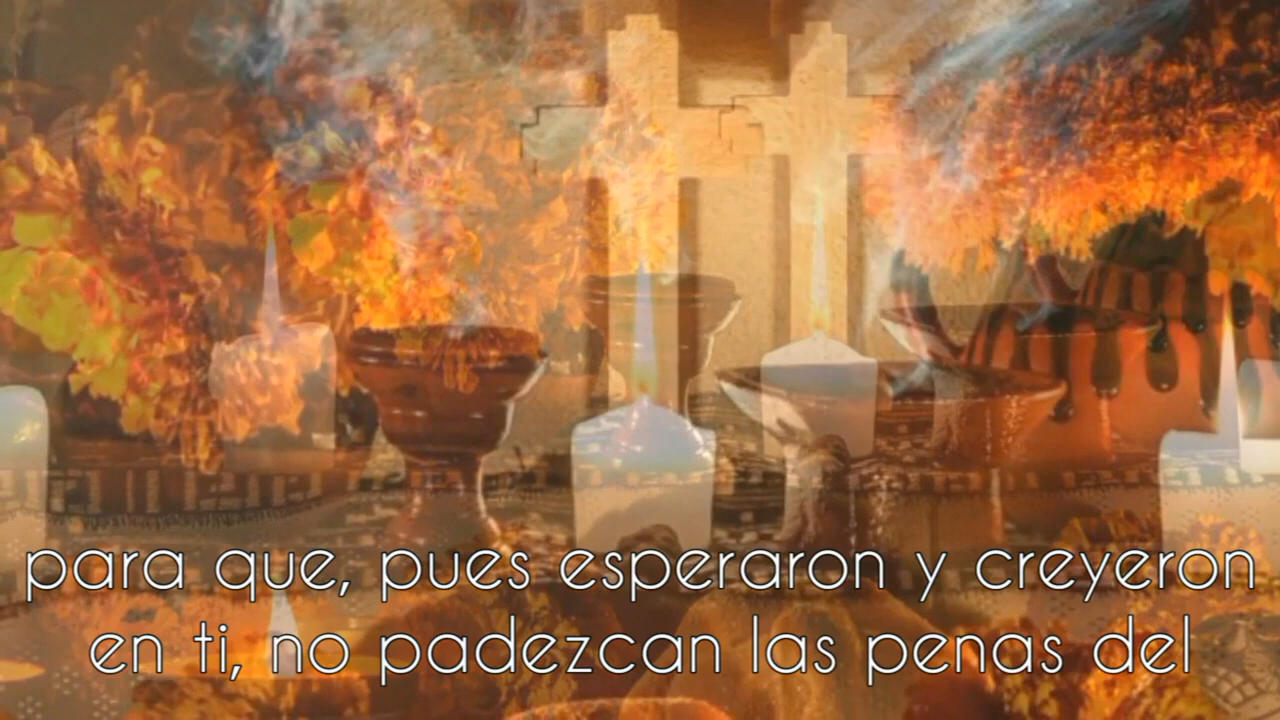 para que, pues esperaron y creyeron
en ti, no padezcan las penas del